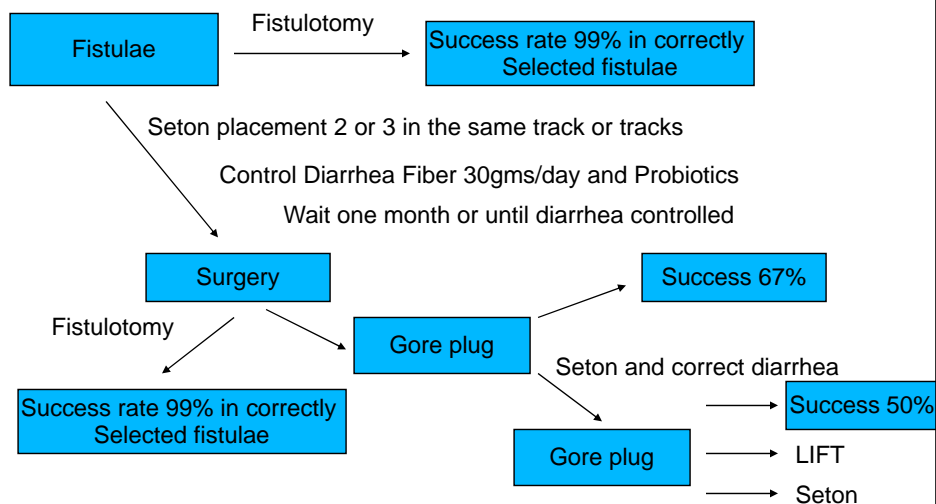 Fistulotomy
Fistulae
Success rate 99% in correctly
Selected fistulae
Seton placement 2 or 3 in the same track or tracks
Control Diarrhea Fiber 30gms/day and Probiotics
Wait one month or until diarrhea controlled
Surgery
Success 67%
Fistulotomy
Gore plug
Seton and correct diarrhea
Success rate 99% in correctly
Selected fistulae
Success 50%
Gore plug
LIFT
Seton